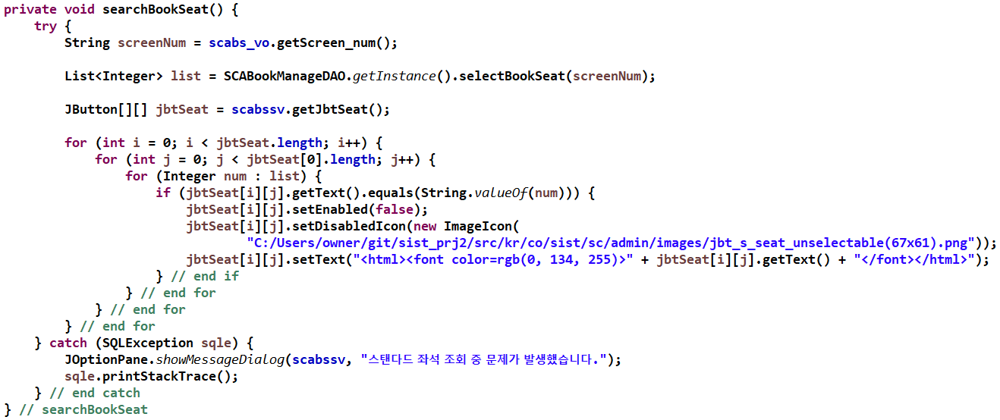 private void searchBookSeat() {
    try {
        String screenNum = scabs_vo.getScreen_num();

        List<Integer> list = SCABookManageDAO.getInstance().selectBookSeat(screenNum);

        JButton[][] jbtSeat = scabssv.getJbtSeat();

        for (int i = 0; i < jbtSeat.length; i++) {
            for (int j = 0; j < jbtSeat[0].length; j++) {
                for (Integer num : list) {
                    if (jbtSeat[i][j].getText().equals(String.valueOf(num))) {
                        jbtSeat[i][j].setEnabled(false);
                        jbtSeat[i][j].setDisabledIcon(new ImageIcon(
                                "C:/Users/owner/git/sist_prj2/src/kr/co/sist/sc/admin/images/jbt_s_seat_unselectable(67x61).png"));
                        jbtSeat[i][j].setText("<html><font color=rgb(0, 134, 255)>" + jbtSeat[i][j].getText() + "</font></html>");
                    } // end if
                } // end for
            } // end for
        } // end for
    } catch (SQLException sqle) {
        JOptionPane.showMessageDialog(scabssv, "스탠다드 좌석 조회 중 문제가 발생했습니다.");
        sqle.printStackTrace();
    } // end catch
} // searchBookSeat